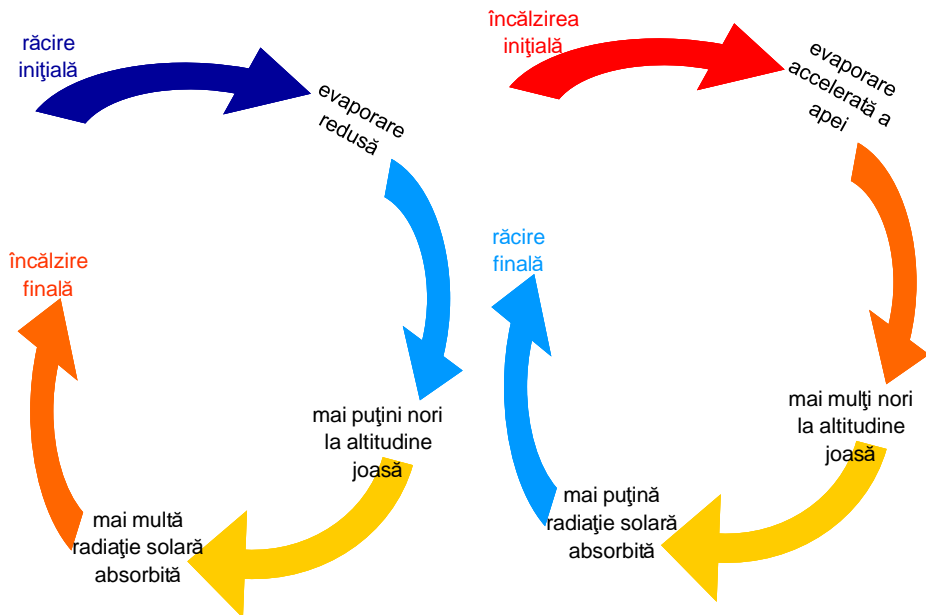 răcire
iniţială
evaporare
redusă
mai puţini nori
la altitudine
joasă
mai multă
radiaţie solară
absorbită
încălzire
finală
încălzirea
iniţială
evaporare
accelerată a
apei
mai mulţi nori
la altitudine
joasă
mai puţină
radiaţie solară
absorbită
răcire
finală